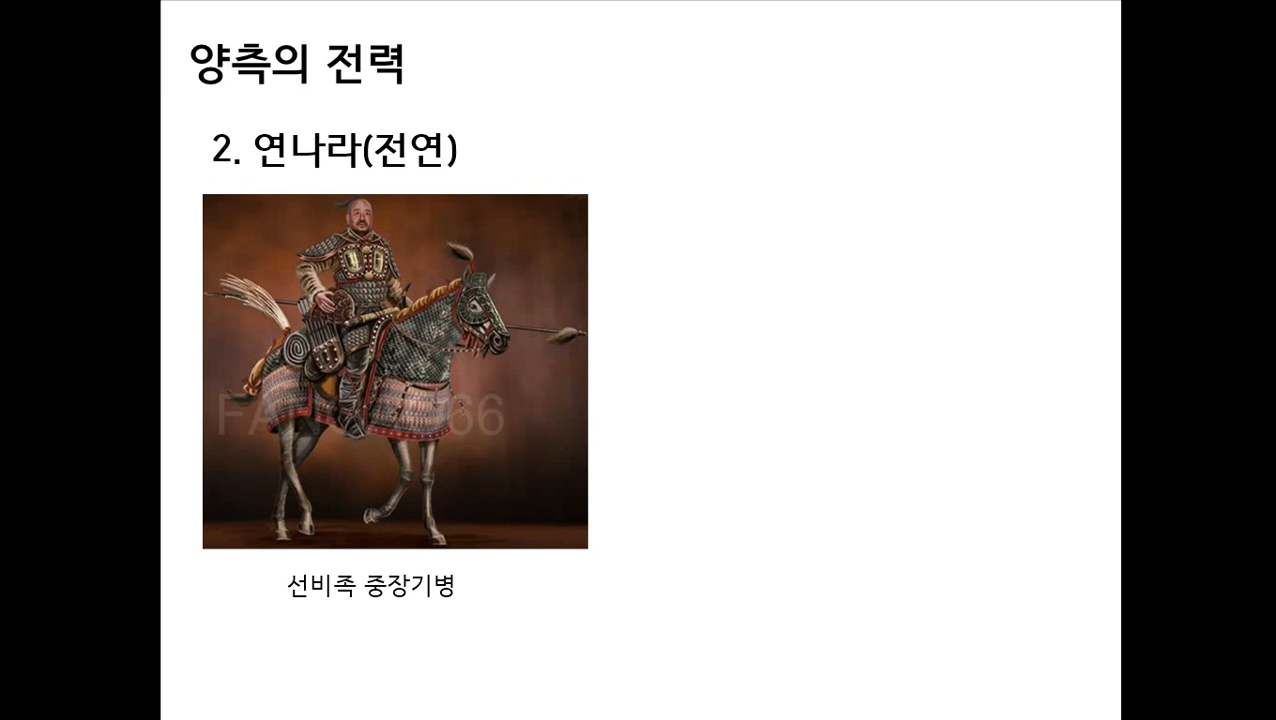 양측의 전력
2. 연나라(전연)
선비족 중장기병